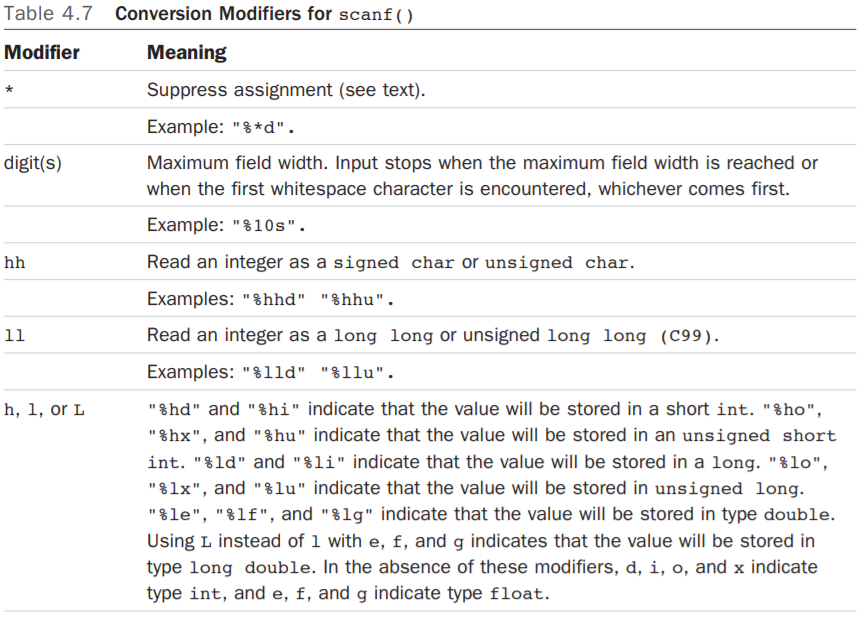 Table 4.7 Conversion Modifiers for scanf()
Modifier Meaning
* Suppress assignment (see text).
Example: "%*d".
digit(s) Maximum field width. Input stops when the maximum field width is reached or
when the first whitespace character is encountered, whichever comes first.
Example: "%10s".
hh Read an integer as a signed char or unsigned char.
Examples: "%hhd" "%hhu".
ll Read an integer as a long long or unsigned long long (C99).
Examples: "%lld" "%llu".
h, l, or L "%hd" and "%hi" indicate that the value will be stored in a short int. "%ho",
"%hx", and "%hu" indicate that the value will be stored in an unsigned short
int. "%ld" and "%li" indicate that the value will be stored in a long. "%lo",
"%lx", and "%lu" indicate that the value will be stored in unsigned long.
"%le", "%lf", and "%lg" indicate that the value will be stored in type double.
Using L instead of l with e, f, and g indicates that the value will be stored in
type long double. In the absence of these modifiers, d, i, o, and x indicate
type int, and e, f, and g indicate type float.